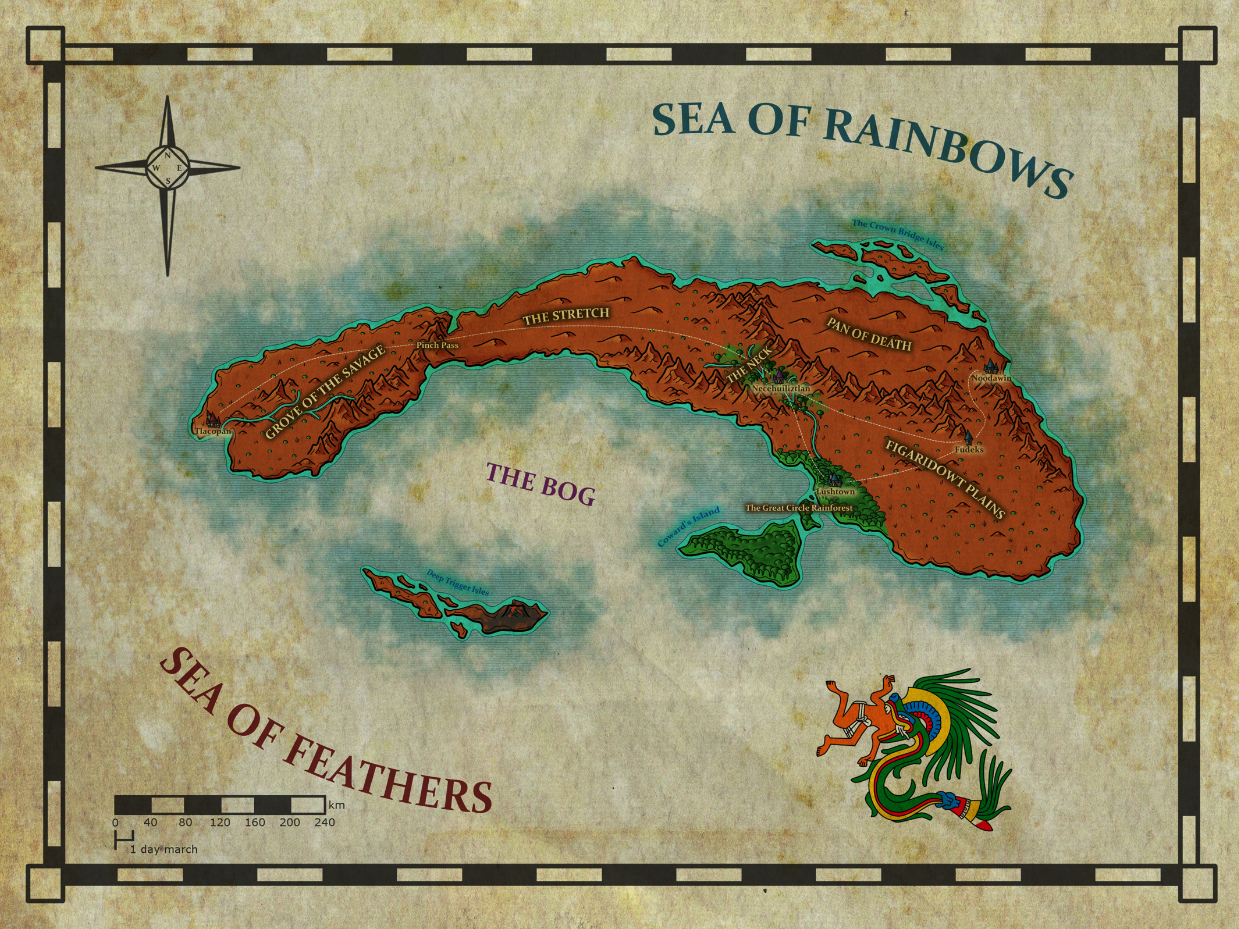 SEA OF RAINBOWS
N
W E
S
The Crown Bridge Isles
THE STRETCH
PAN OF DEATH
Pinch Pass
GROVE OF THE SAVAGE
THE NECK
Necehuiliztlan
Noodawin
Tlacopan
Fudeks
FIGARIDOWT PLAINS
THE BOG
Lushtown
The Great Circle Rainforest
Coward's Island
Deep Trigger Isles
SEA OF FEATHERS
km
0 40 80 120 160 200 240
1 day march